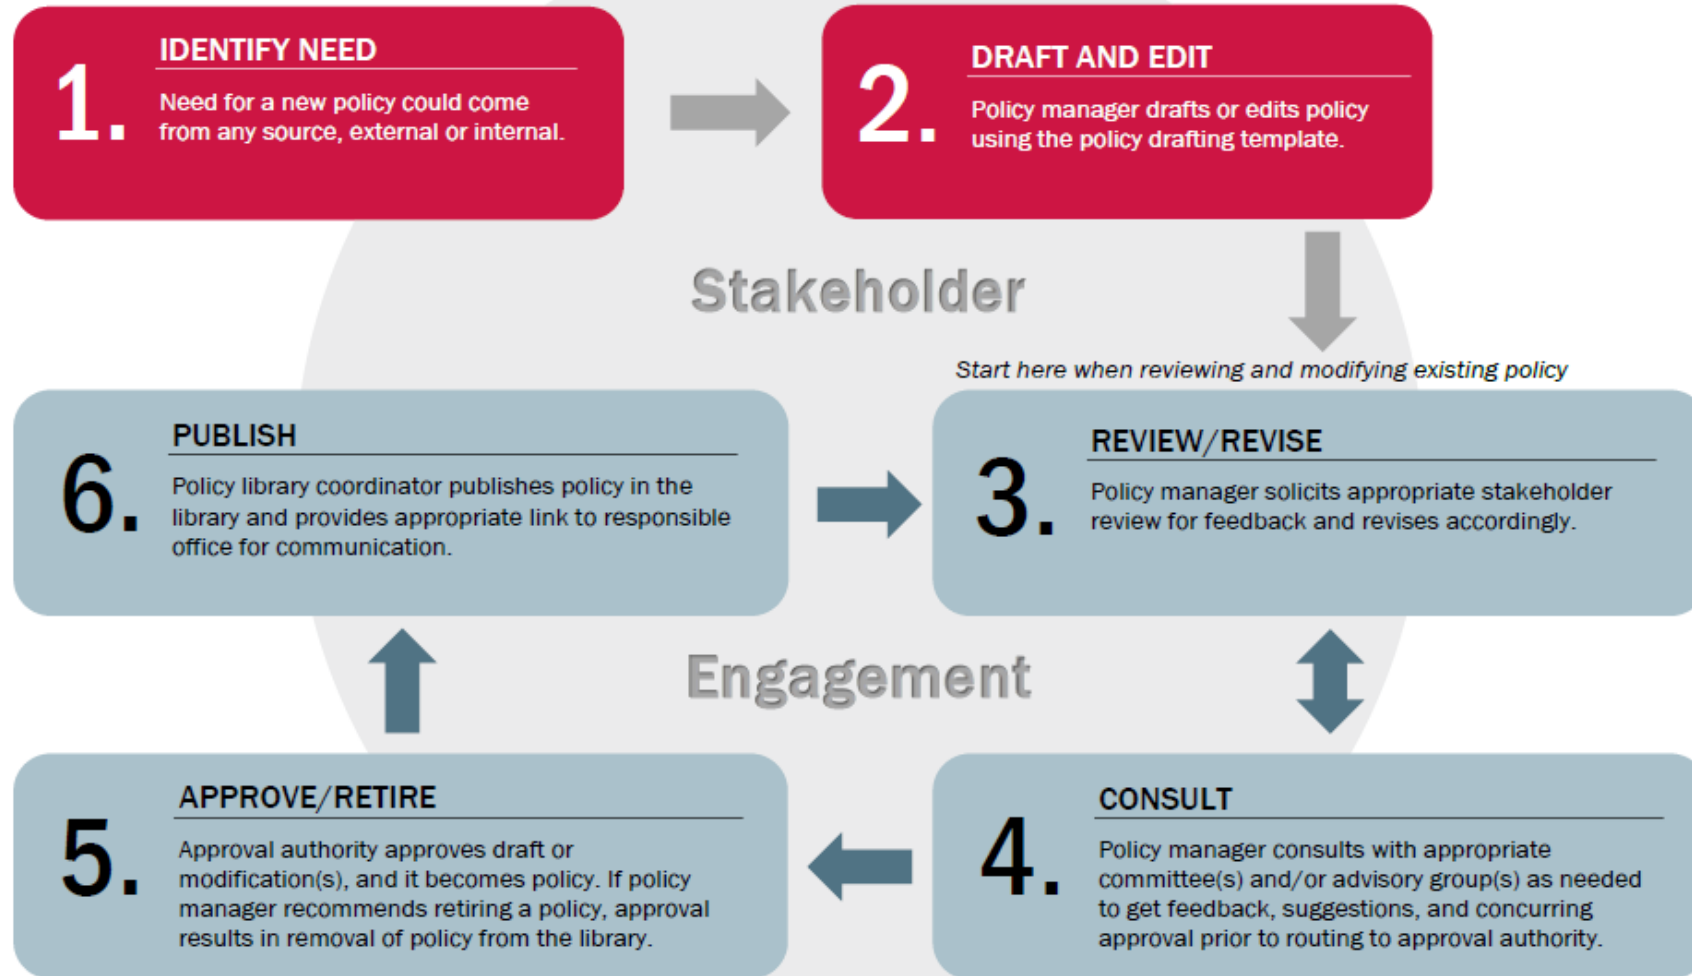 1.
IDENTIFY NEED
Need for a new policy could come
from any source, external or internal.
2.
DRAFT AND EDIT
Policy manager drafts or edits policy
using the policy drafting template.
Stakeholder
Start here when reviewing and modifying existing policy
3.
REVIEW/REVISE
Policy manager solicits appropriate stakeholder
review for feedback and revises accordingly.
4.
CONSULT
Policy manager consults with appropriate
committee(s) and/or advisory group(s) as needed
to get feedback, suggestions, and concurring
approval prior to routing to approval authority.
5.
APPROVE/RETIRE
Approval authority approves draft or
modification(s), and it becomes policy. If policy
manager recommends retiring a policy, approval
results in removal of policy from the library.
6.
PUBLISH
Policy library coordinator publishes policy in the
library and provides appropriate link to responsible
office for communication.
Engagement